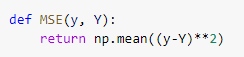 def MSE(y, Y):
    return np.mean((y-Y)**2)